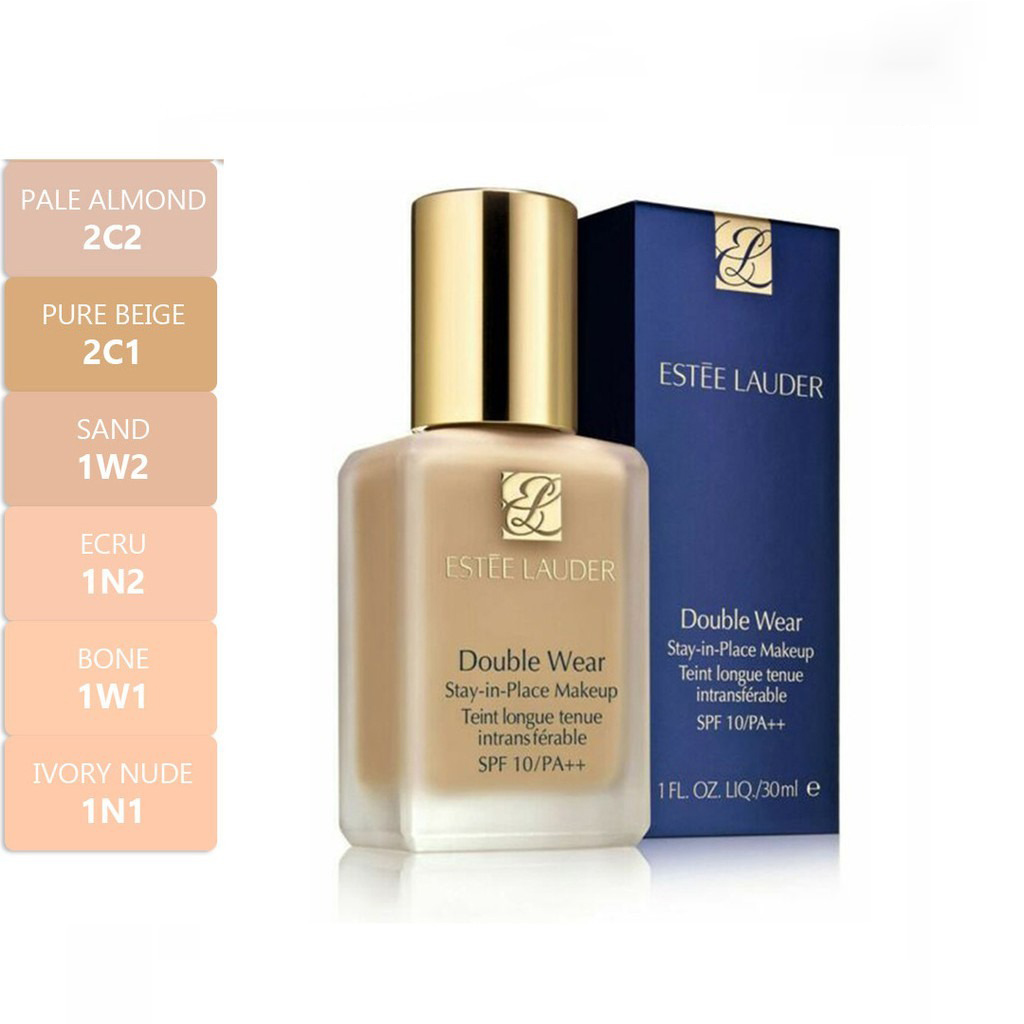 PALE ALMOND
2C2
PURE BEIGE
2C1
SAND
1W2
ECRU
1N2
BONE
1W1
IVORY NUDE
1N1
ESTĒE LAUDER
Double Wear
Stay-in-Place Makeup
Teint longue tenue
intransférable
SPF 10/PA++
ESTĒE LAUDER
Double Wear
Stay-in-Place Makeup
Teint longue tenue
intransférable
SPF 10/PA++
1 FL. OZ. LIQ./30ml e